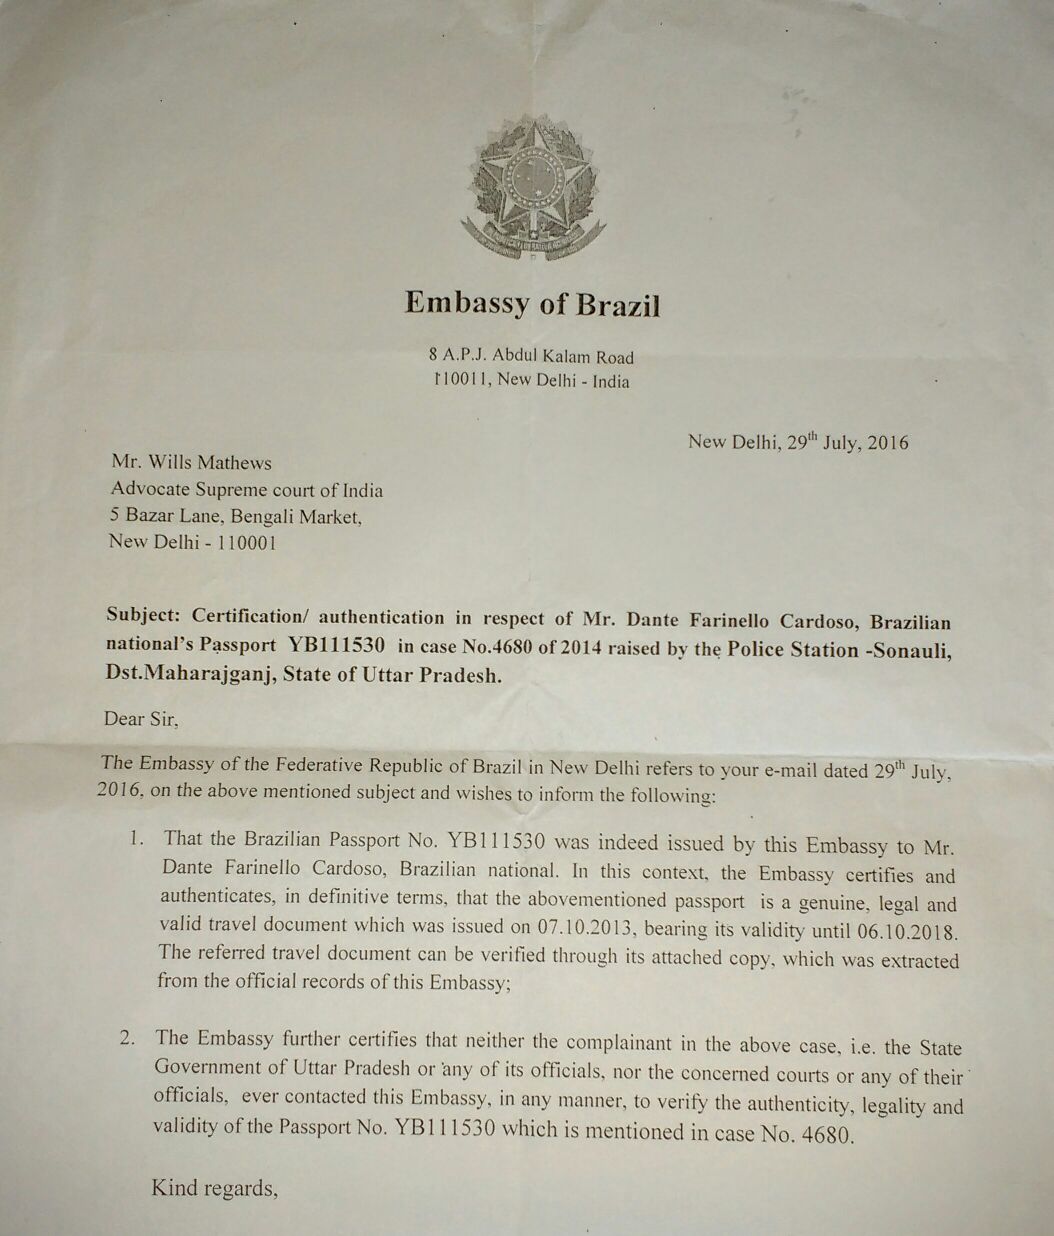 Embassy of Brazil
8 A.P.J. Abdul Kalam Road
110011, New Delhi - India
New Delhi, 29th July, 2016
Mr. Wills Mathews
Advocate Supreme court of India
5 Bazar Lane, Bengali Market,
New Delhi - 110001
Subject: Certification/ authentication in respect of Mr. Dante Farinello Cardoso, Brazilian
national's Passport YB111530 in case No.4680 of 2014 raised by the Police Station -Sonauli,
Dst.Maharajganj, State of Uttar Pradesh.
Dear Sir,
The Embassy of the Federative Republic of Brazil in New Delhi refers to your e-mail dated 29th July,
2016, on the above mentioned subject and wishes to inform the following:
1. That the Brazilian Passport No. YB111530 was indeed issued by this Embassy to Mr.
Dante Farinello Cardoso, Brazilian national. In this context, the Embassy certifies and
authenticates, in definitive terms, that the abovementioned passport is a genuine, legal and
valid travel document which was issued on 07.10.2013, bearing its validity until 06.10.2018.
The referred travel document can be verified through its attached copy, which was extracted
from the official records of this Embassy;
2. The Embassy further certifies that neither the complainant in the above case, i.e. the State
Government of Uttar Pradesh or any of its officials, nor the concerned courts or any of their
officials, ever contacted this Embassy, in any manner, to verify the authenticity, legality and
validity of the Passport No. YB111530 which is mentioned in case No. 4680.
Kind regards,